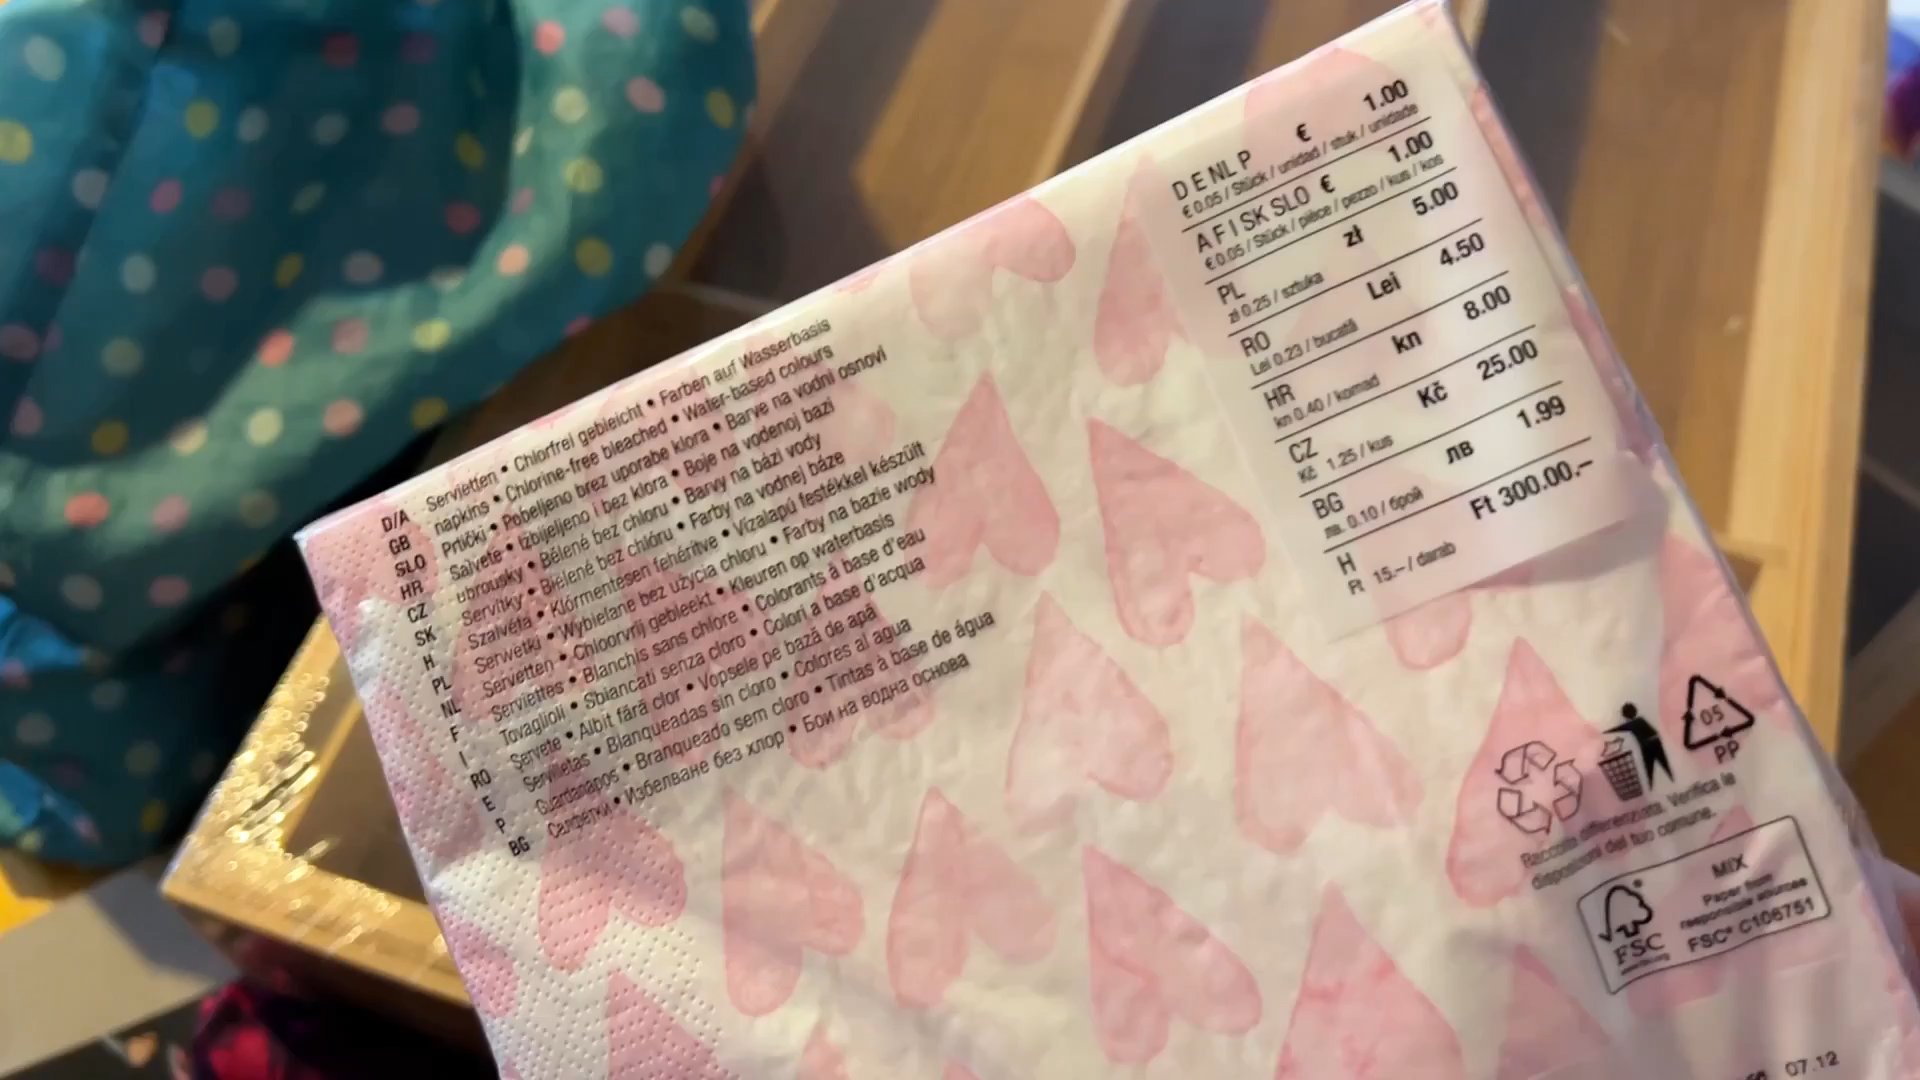 D/A Servietten • Chlorfrei gebleicht • Farben auf Wasserbasis
GB napkins • Chlorine-free bleached • Water-based colours
SLO Prtički • Pobeljeno brez uporabe klora • Barve na vodni osnovi
HR Salvete • Izbijeljeno i bez klora • Boje na vodenoj bazi
CZ ubrousky • Bělené bez chloru • Barvy na bázi vody
SK Servítky • Bielené bez chlóru • Farby na vodnej báze
H Szalvéta • Klórmentesen fehérítve • Vízalapú festékkel készült
PL Serwetki • Wybielane bez użycia chloru • Farby na bazie wody
NL Servetten • Chloorvrij gebleekt • Kleuren op waterbasis
F Serviettes • Blanchis sans chlore • Colorants à base d'eau
I Tovaglioli • Sbiancati senza cloro • Colori a base d'acqua
RO Servete • Albit fără clor • Vopsele pe bază de apă
E Servilletas • Blanqueadas sin cloro • Colores al agua
P Guardanapos • Branqueado sem cloro • Tintas à base de água
BG Салфетки • Избелване без хлор • Бои на водна основа
D E NL P € 1.00
€ 0.05 / Stück / unidad / stuk / unidade
A F I SK SLO € 1.00
€ 0.05 / Stück / pièce / pezzo / kus / kos
PL zł 5.00
zł 0.25 / sztuka
RO Lei 4.50
Lei 0.23 / bucată
HR kn 8.00
kn 0.40 / komad
CZ Kč 25.00
Kč 1.25 / kus
BG лв 1.99
лв. 0.10 / брой
H Ft 300.00.–
Ft 15.– / darab
05
PP
Raccolta differenziata. Verifica le
disposizioni del tuo comune.
FSC
MIX
Paper from
responsible sources
FSC® C106751
07.12